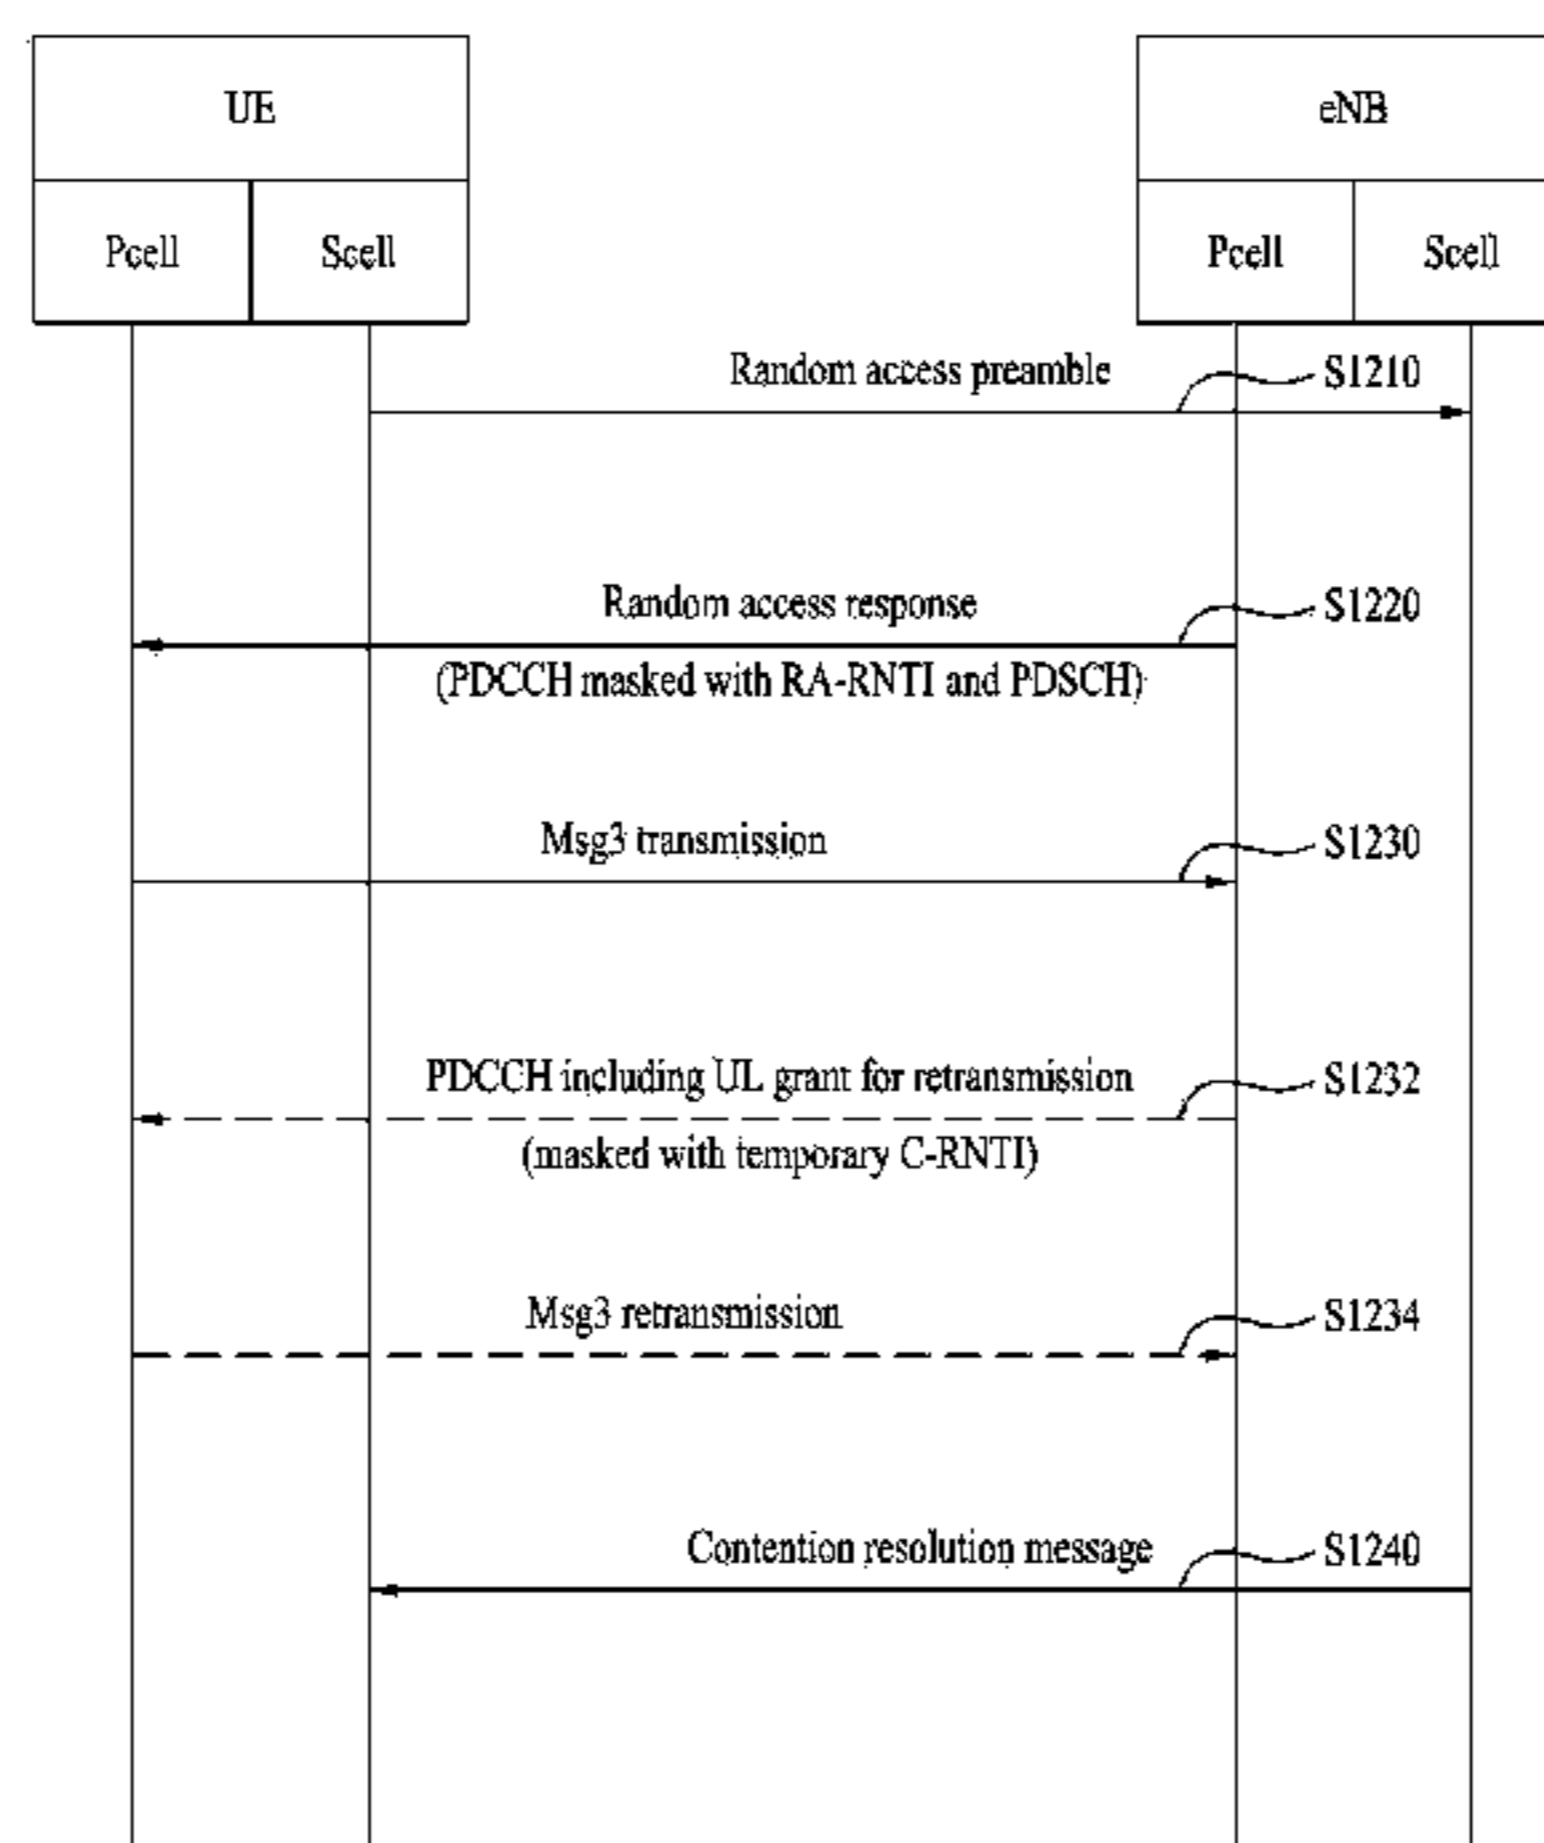 UE
eNB
Pcell
Scell
Pcell
Scell
Random access preamble
S1210
Random access response
S1220
(PDCCH masked with RA-RNTI and PDSCH)
Msg3 transmission
S1230
PDCCH including UL grant for retransmission
S1232
(masked with temporary C-RNTI)
Msg3 retransmission
S1234
Contention resolution message
S1240